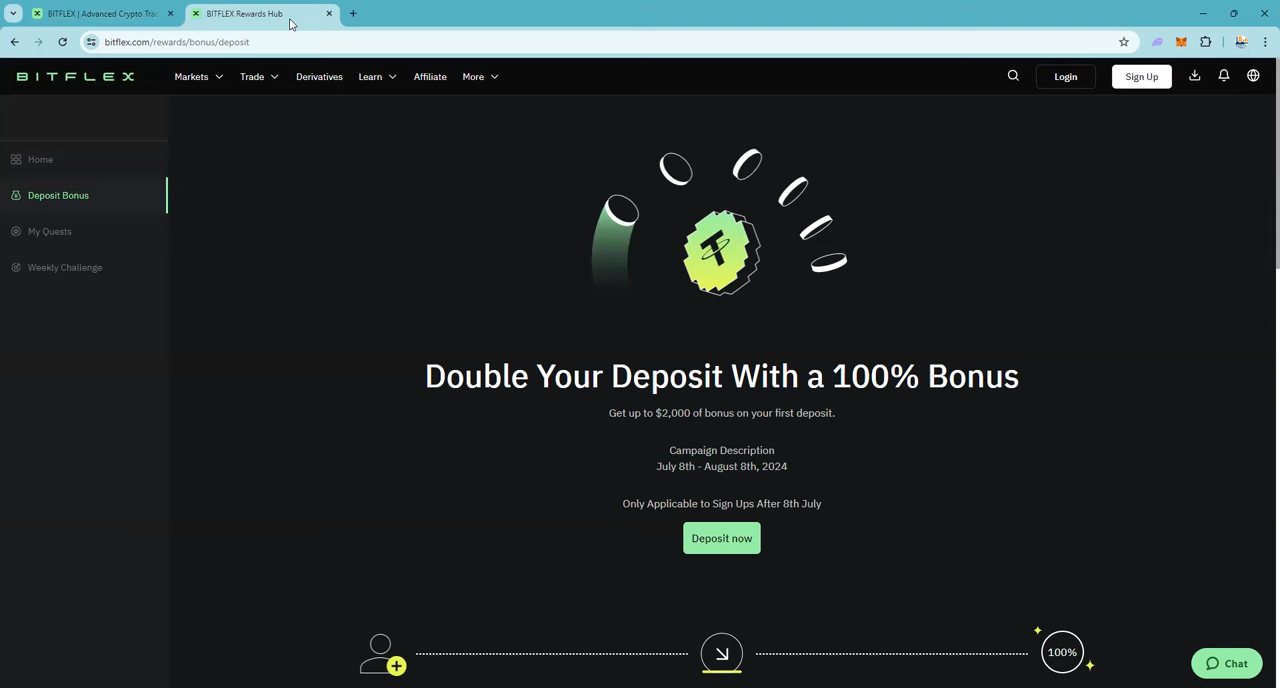 BITFLEX | Advanced Crypto Tra
BITFLEX Rewards Hub
bitflex.com/rewards/bonus/deposit
BITFLEX
Markets
Trade
Derivatives
Learn
Affiliate
More
Login
Sign Up
Home
Deposit Bonus
My Quests
Weekly Challenge
Double Your Deposit With a 100% Bonus
Get up to $2,000 of bonus on your first deposit.
Campaign Description
July 8th - August 8th, 2024
Only Applicable to Sign Ups After 8th July
Deposit now
100%
Chat